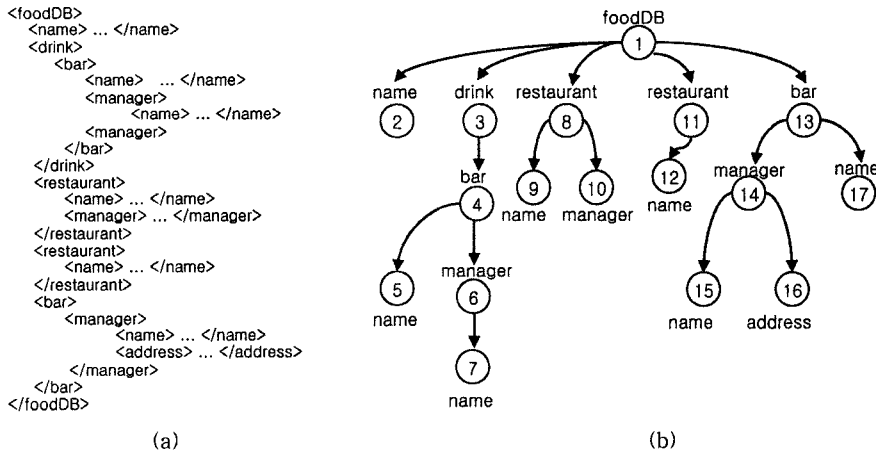 <foodDB>
<name> ... </name>
<drink>
<bar>
<name> ... </name>
<manager>
<name> ... </name>
<manager>
</bar>
</drink>
<restaurant>
<name> ... </name>
<manager> ... </manager>
</restaurant>
<restaurant>
<name> ... </name>
</restaurant>
<bar>
<manager>
<name> ... </name>
<address> ... </address>
</manager>
</bar>
</foodDB>
(a)
foodDB
1
name drink restaurant restaurant bar
2 3 8 11 13
bar manager name
4 9 10 12 14 17
name manager name
manager
5 6 15 16
name name address
7
name
(b)